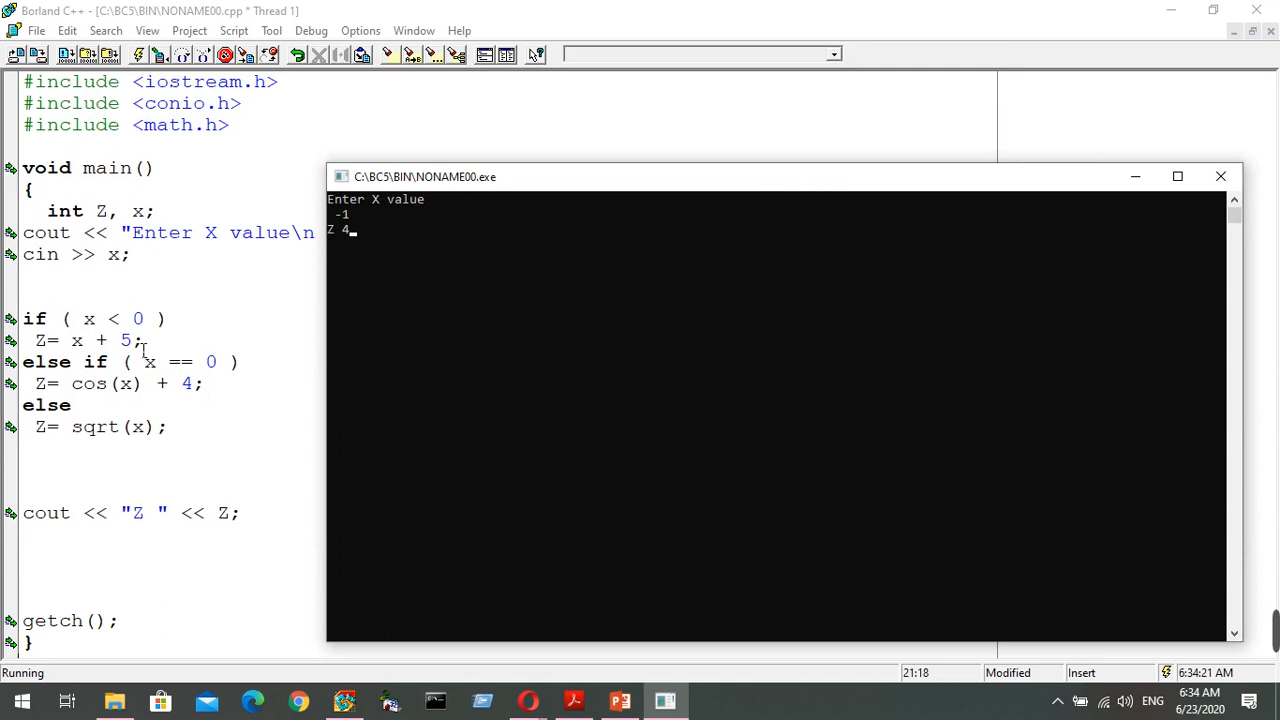 Borland C++ - [C:\BC5\BIN\NONAME00.cpp * Thread 1]
File Edit Search View Project Script Tool Debug Options Window Help
#include <iostream.h>
#include <conio.h>
#include <math.h>
void main()
{
int Z, x;
cout << "Enter X value\n
cin >> x;
if ( x < 0 )
Z= x + 5;
else if ( x == 0 )
Z= cos(x) + 4;
else
Z= sqrt(x);
cout << "Z " << Z;
getch();
}
C:\BC5\BIN\NONAME00.exe
Enter X value
-1
Z 4
Running 21:18 Modified Insert 6:34:21 AM
ENG
6:34 AM
6/23/2020